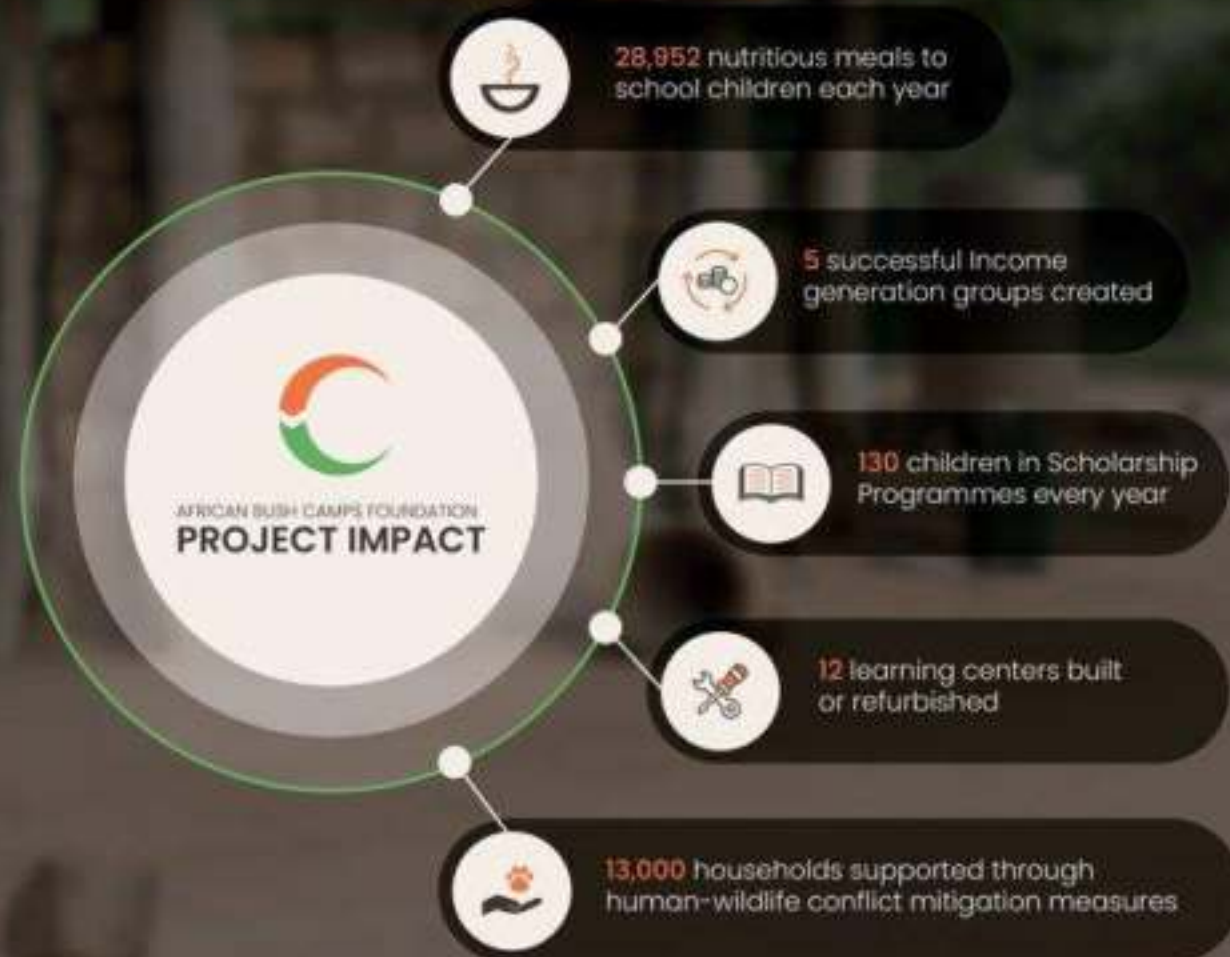 28,952 nutritious meals to
school children each year
5 successful Income
generation groups created
AFRICAN BUSH CAMPS FOUNDATION
PROJECT IMPACT
130 children in Scholarship
Programmes every year
12 learning centers built
or refurbished
13,000 households supported through
human-wildlife conflict mitigation measures